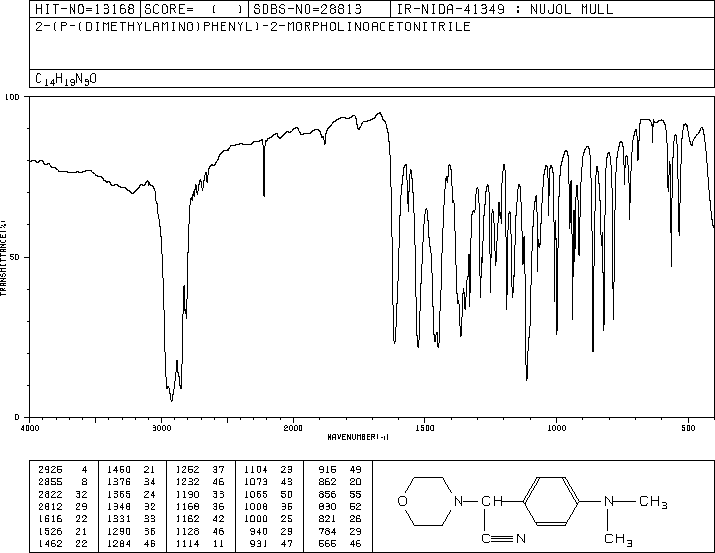 HIT-NO=13168 SCORE= ( ) SDBS-NO=28813 IR-NIDA-41349 : NUJOL MULL
2-(P-(DIMETHYLAMINO)PHENYL)-2-MORPHOLINOACETONITRILE
C14H19N3O
100
50
0
TRANSMITTANCE(%)
4000 3000 2000 1500 1000 500
WAVENUMBER(-1)
2925 4 1460 21 1262 37 1104 23 916 49
2855 8 1376 34 1232 46 1073 43 862 20
2822 32 1365 24 1190 33 1065 50 856 55
2812 29 1348 32 1168 36 1008 35 830 52
1616 22 1331 33 1162 42 1000 25 821 26
1526 21 1290 36 1128 46 940 29 784 29
1462 22 1284 46 1114 11 931 47 565 46
O N CH N CH3
C≡N CH3